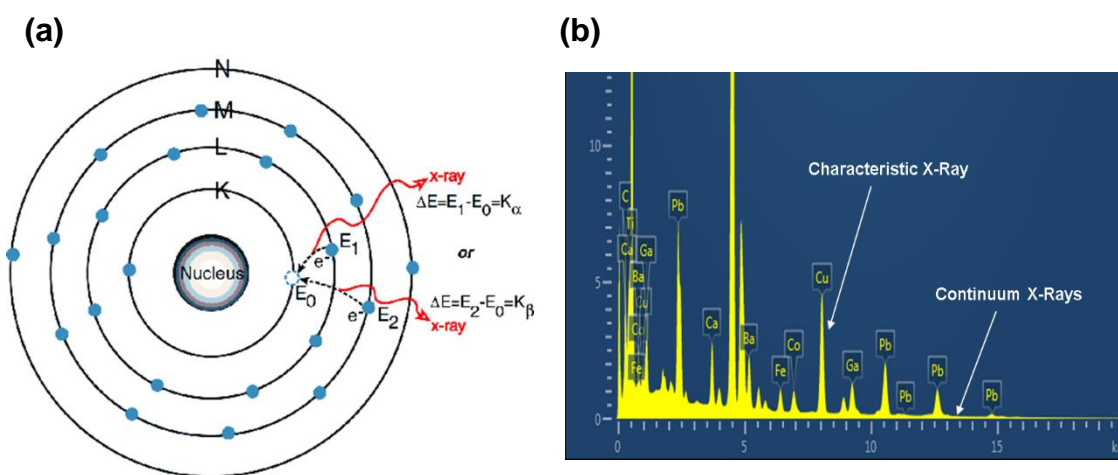 (a)
(b)
N
M
L
K
Nucleus
x-ray
ΔE=E₁-E₀=Kα
or
E₁
e⁻
E₀
ΔE=E₂-E₀=Kβ
e⁻
E₂
x-ray
10
5
0
0
5
10
15
C
Ca
Ga
Ba
Co
Fe
Pb
Ca
Ba
Fe
Co
Cu
Ga
Pb
Pb
Pb
Pb
Characteristic X-Ray
Continuum X-Rays